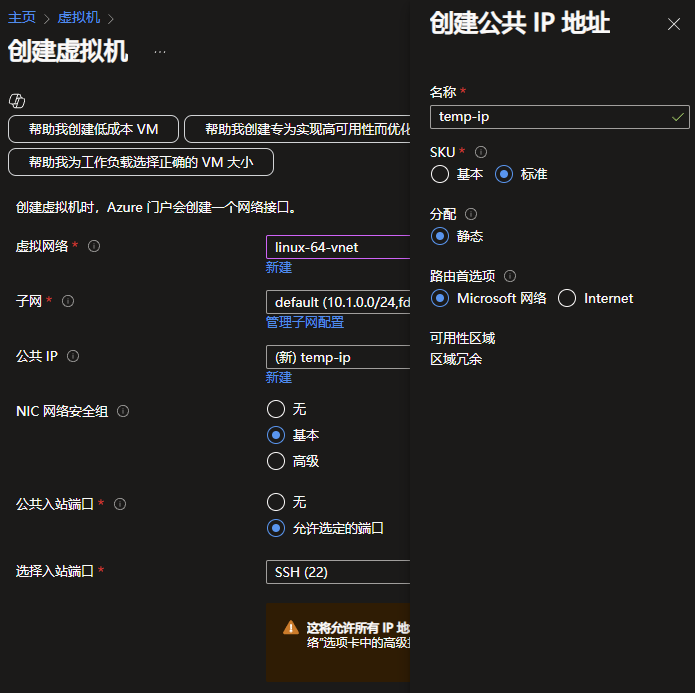 主页 > 虚拟机 >
创建虚拟机 ...
帮助我创建低成本 VM
帮助我创建专为实现高可用性而优化
帮助我为工作负载选择正确的 VM 大小
创建虚拟机时，Azure 门户会创建一个网络接口。
虚拟网络 *
linux-64-vnet
新建
子网 *
default (10.1.0.0/24,fd
管理子网配置
公共 IP
(新) temp-ip
新建
NIC 网络安全组
无
基本
高级
公共入站端口 *
无
允许选定的端口
选择入站端口 *
SSH (22)
这将允许所有 IP 地
络"选项卡中的高级
创建公共 IP 地址
名称 *
temp-ip
SKU *
基本 标准
分配
静态
路由首选项
Microsoft 网络 Internet
可用性区域
区域冗余